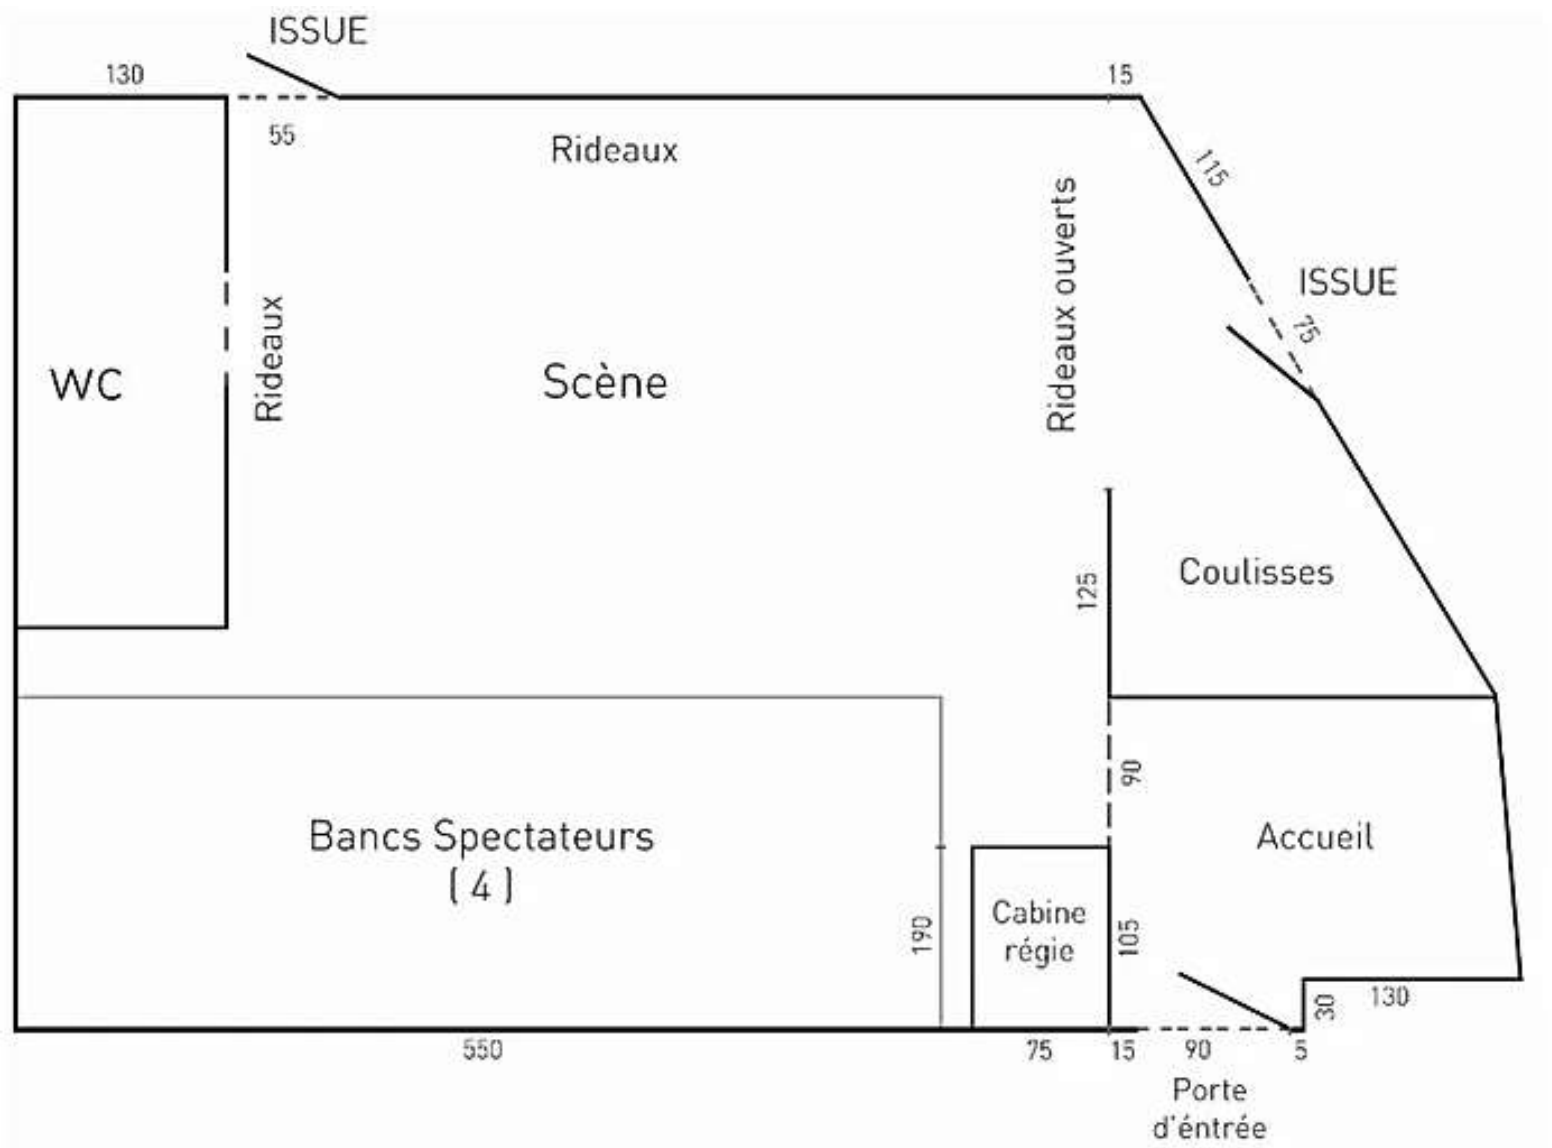 ISSUE
130
15
55
Rideaux
115
Rideaux ouverts
ISSUE
75
Rideaux
WC
Scène
125
Coulisses
90
Bancs Spectateurs
( 4 )
Accueil
190
Cabine
régie
105
30
130
550
75
15
90
5
Porte
d'éntrée